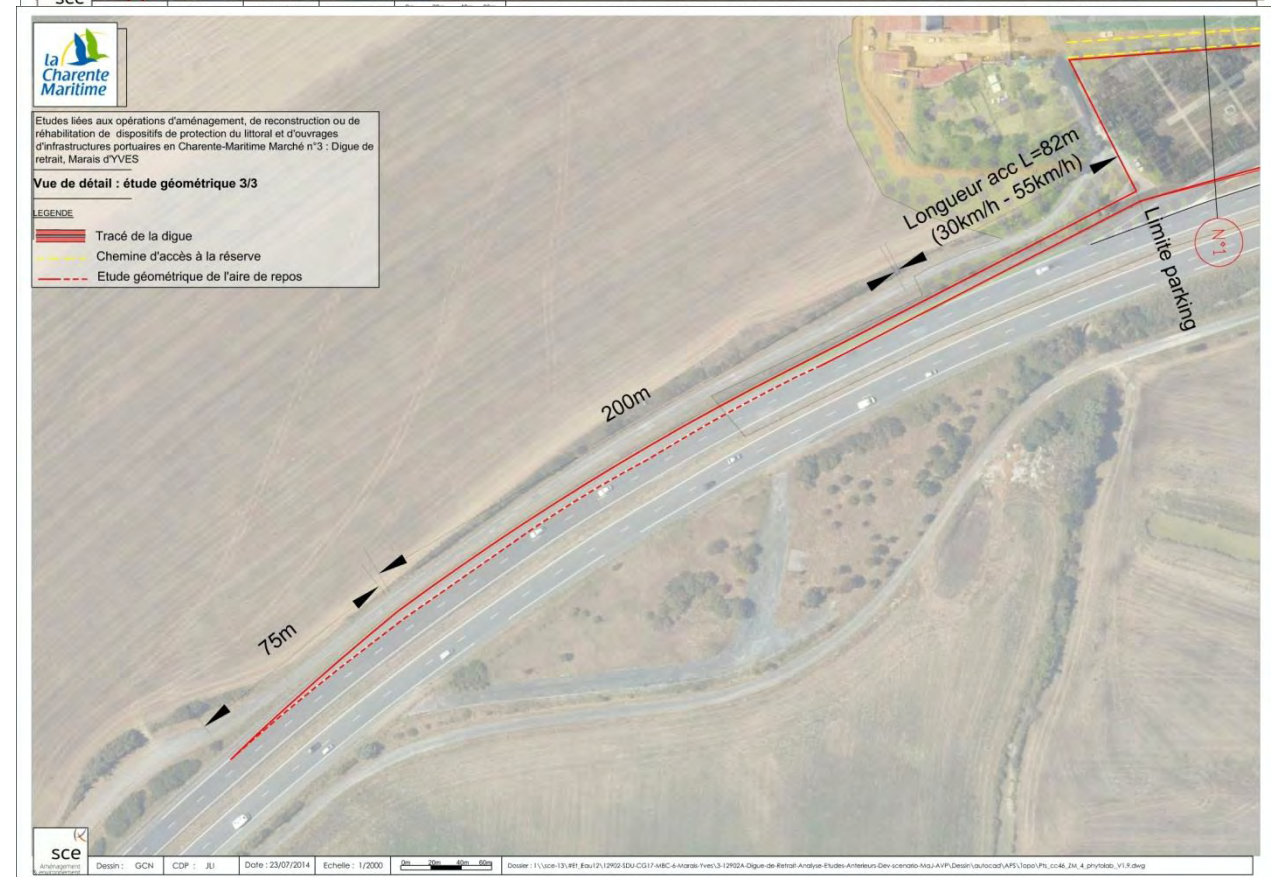 sce
la
Charente
Maritime
Etudes liées aux opérations d'aménagement, de reconstruction ou de
réhabilitation de dispositifs de protection du littoral et d'ouvrages
d'infrastructures portuaires en Charente-Maritime Marché n°3 : Digue de
retrait, Marais d'YVES
Vue de détail : étude géométrique 3/3
LEGENDE
Tracé de la digue
Chemine d'accès à la réserve
Etude géométrique de l'aire de repos
Longueur acc L=82m
(30km/h - 55km/h)
Limite parking
N°1
200m
75m
sce
Aménagement
& environnement
Dessin : GCN
CDP : JLI
Date : 23/07/2014
Echelle : 1/2000
0m 20m 40m 60m